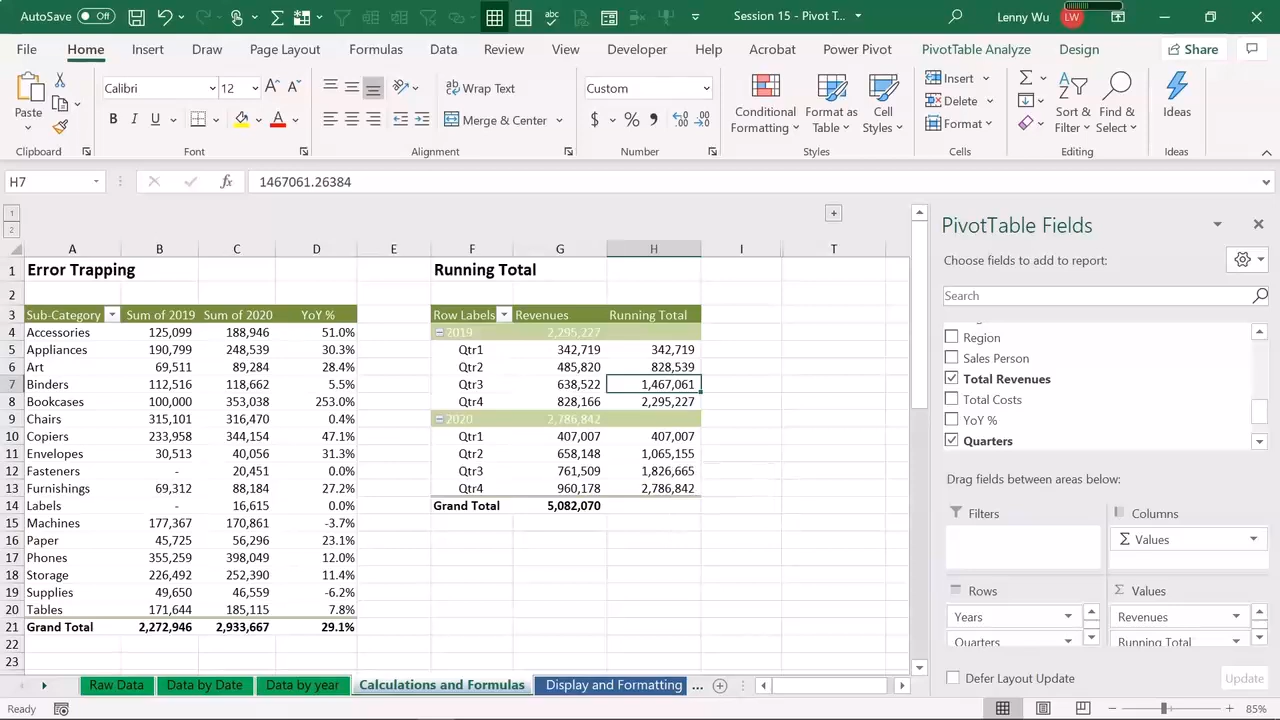 AutoSave Off Session 15 - Pivot T... Lenny Wu LW
File Home Insert Draw Page Layout Formulas Data Review View Developer Help Acrobat Power Pivot PivotTable Analyze Design Share
Calibri 12 Wrap Text Custom Insert
Paste Delete Sort & Find & Ideas
B I U Merge & Center $ % Conditional Format as Cell Format Filter Select
Formatting Table Styles
Clipboard Font Alignment Number Styles Cells Editing Ideas
H7 fx 1467061.26384
1
2
A B C D E F G H I T
1 Error Trapping Running Total
2
3 Sub-Category Sum of 2019 Sum of 2020 YoY % Row Labels Revenues Running Total
4 Accessories 125,099 188,946 51.0% 2019 2,295,227
5 Appliances 190,799 248,539 30.3% Qtr1 342,719 342,719
6 Art 69,511 89,284 28.4% Qtr2 485,820 828,539
7 Binders 112,516 118,662 5.5% Qtr3 638,522 1,467,061
8 Bookcases 100,000 353,038 253.0% Qtr4 828,166 2,295,227
9 Chairs 315,101 316,470 0.4% 2020 2,786,842
10 Copiers 233,958 344,154 47.1% Qtr1 407,007 407,007
11 Envelopes 30,513 40,056 31.3% Qtr2 658,148 1,065,155
12 Fasteners - 20,451 0.0% Qtr3 761,509 1,826,665
13 Furnishings 69,312 88,184 27.2% Qtr4 960,178 2,786,842
14 Labels - 16,615 0.0% Grand Total 5,082,070
15 Machines 177,367 170,861 -3.7%
16 Paper 45,725 56,296 23.1%
17 Phones 355,259 398,049 12.0%
18 Storage 226,492 252,390 11.4%
19 Supplies 49,650 46,559 -6.2%
20 Tables 171,644 185,115 7.8%
21 Grand Total 2,272,946 2,933,667 29.1%
22
23
PivotTable Fields
Choose fields to add to report:
Search
Region
Sales Person
Total Revenues
Total Costs
YoY %
Quarters
Drag fields between areas below:
Filters Columns
Σ Values
Rows Σ Values
Years Revenues
Quarters Running Total
Defer Layout Update Update
Raw Data Data by Date Data by year Calculations and Formulas Display and Formatting ...
Ready 85%